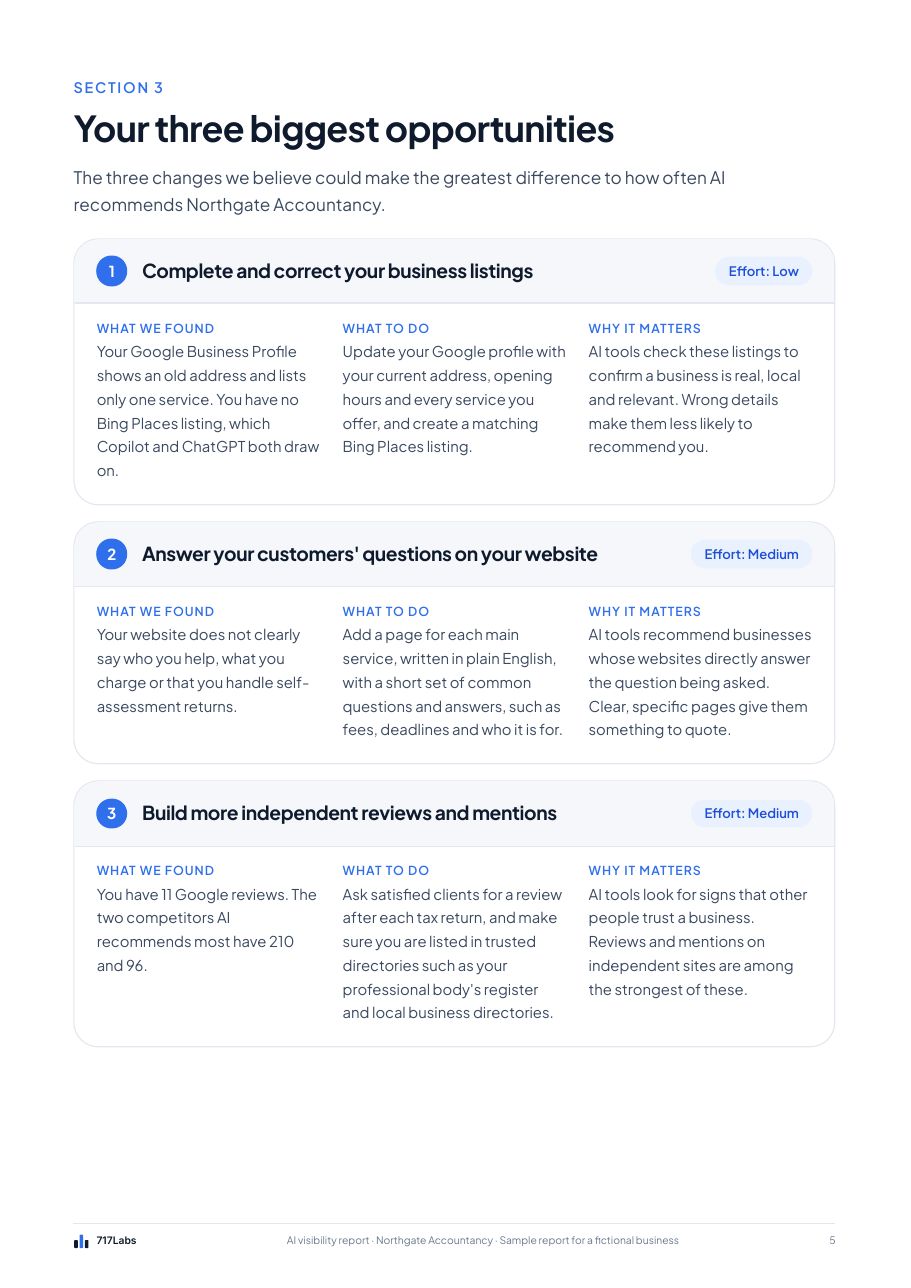 SECTION 3
Your three biggest opportunities
The three changes we believe could make the greatest difference to how often AI
recommends Northgate Accountancy.
1
Complete and correct your business listings
Effort: Low
WHAT WE FOUND
Your Google Business Profile
shows an old address and lists
only one service. You have no
Bing Places listing, which
Copilot and ChatGPT both draw
on.
WHAT TO DO
Update your Google profile with
your current address, opening
hours and every service you
offer, and create a matching
Bing Places listing.
WHY IT MATTERS
AI tools check these listings to
confirm a business is real, local
and relevant. Wrong details
make them less likely to
recommend you.
2
Answer your customers' questions on your website
Effort: Medium
WHAT WE FOUND
Your website does not clearly
say who you help, what you
charge or that you handle self-
assessment returns.
WHAT TO DO
Add a page for each main
service, written in plain English,
with a short set of common
questions and answers, such as
fees, deadlines and who it is for.
WHY IT MATTERS
AI tools recommend businesses
whose websites directly answer
the question being asked.
Clear, specific pages give them
something to quote.
3
Build more independent reviews and mentions
Effort: Medium
WHAT WE FOUND
You have 11 Google reviews. The
two competitors AI
recommends most have 210
and 96.
WHAT TO DO
Ask satisfied clients for a review
after each tax return, and make
sure you are listed in trusted
directories such as your
professional body's register
and local business directories.
WHY IT MATTERS
AI tools look for signs that other
people trust a business.
Reviews and mentions on
independent sites are among
the strongest of these.
717Labs
AI visibility report · Northgate Accountancy · Sample report for a fictional business
5